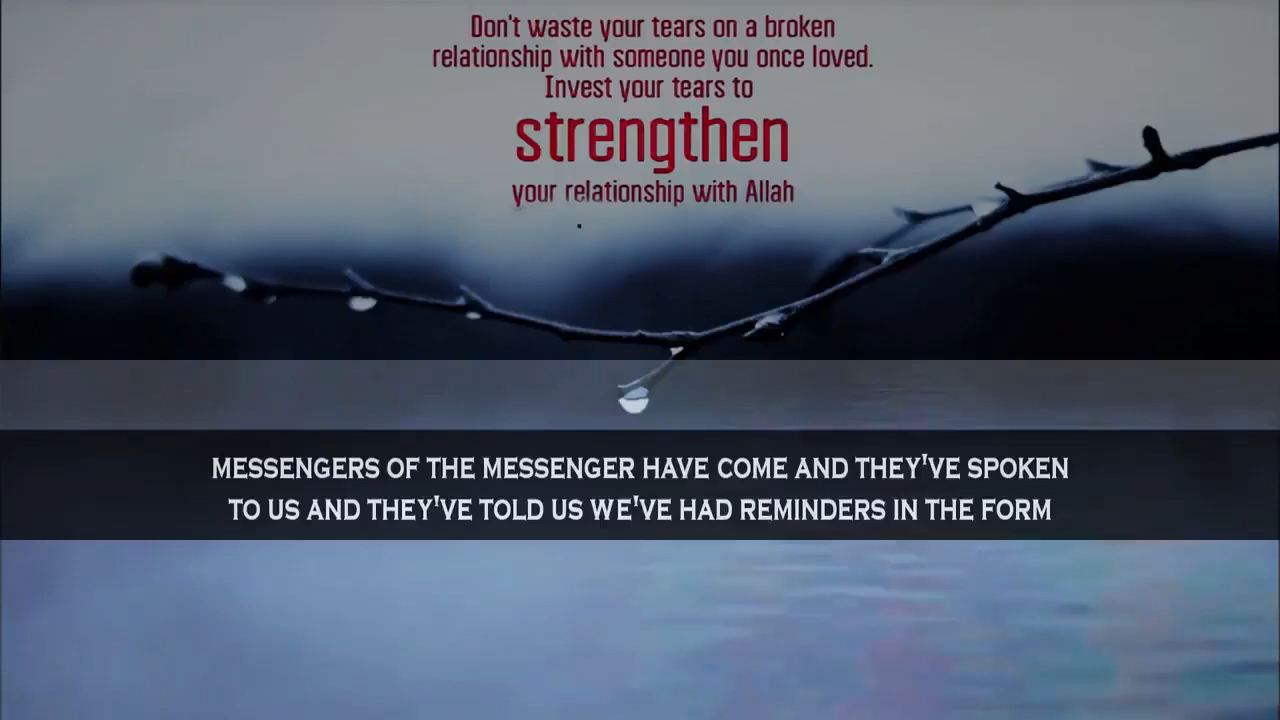 Don't waste your tears on a broken
relationship with someone you once loved.
Invest your tears to
strengthen
your relationship with Allah
MESSENGERS OF THE MESSENGER HAVE COME AND THEY'VE SPOKEN
TO US AND THEY'VE TOLD US WE'VE HAD REMINDERS IN THE FORM